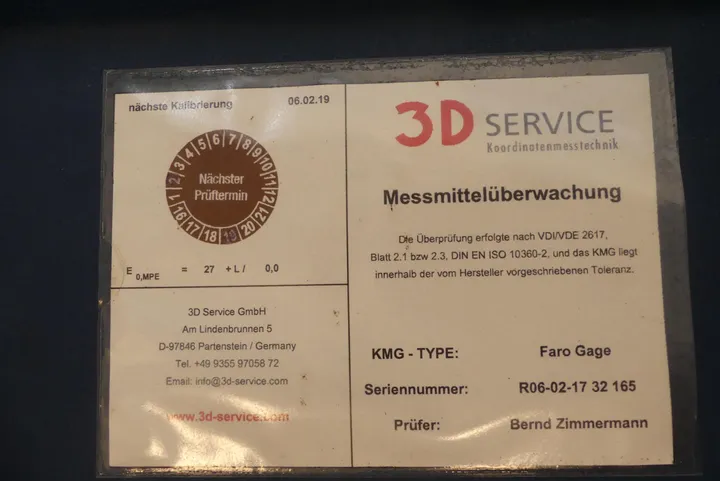 nächste Kalibrierung 06.02.19
1 2 3 4 5 6 7 8 9 10 11 12
Nächster
Prüftermin
16 17 18 19 20 21
E 0,MPE = 27 + L / 0,0
3D Service GmbH
Am Lindenbrunnen 5
D-97846 Partenstein / Germany
Tel. +49 9355 97058 72
Email: info@3d-service.com
www.3d-service.com
3D SERVICE
Koordinatenmesstechnik
Messmittelüberwachung
Die Überprüfung erfolgte nach VDI/VDE 2617,
Blatt 2.1 bzw 2.3, DIN EN ISO 10360-2, und das KMG liegt
innerhalb der vom Hersteller vorgeschriebenen Toleranz.
KMG - TYPE: Faro Gage
Seriennummer: R06-02-17 32 165
Prüfer: Bernd Zimmermann